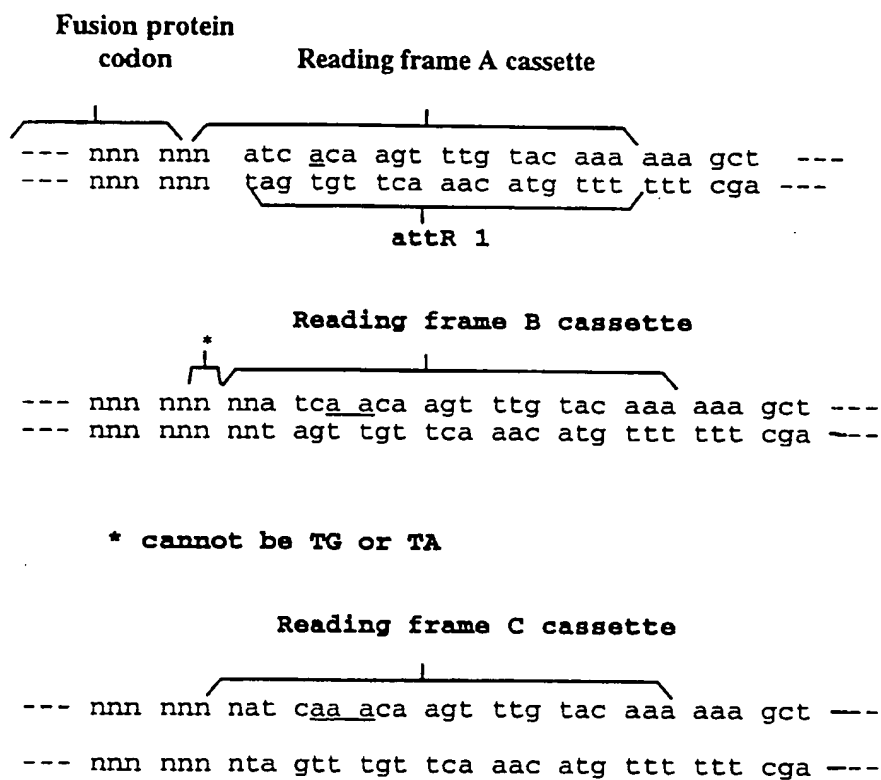 Fusion protein
codon
Reading frame A cassette
--- nnn nnn atc aca agt ttg tac aaa aaa gct ---
--- nnn nnn tag tgt tca aac atg ttt ttt cga ---
attR 1
Reading frame B cassette
*
--- nnn nnn nna tca aca agt ttg tac aaa aaa gct ---
--- nnn nnn nnt agt tgt tca aac atg ttt ttt cga ---
* cannot be TG or TA
Reading frame C cassette
--- nnn nnn nat caa aca agt ttg tac aaa aaa gct ---
--- nnn nnn nta gtt tgt tca aac atg ttt ttt cga ---